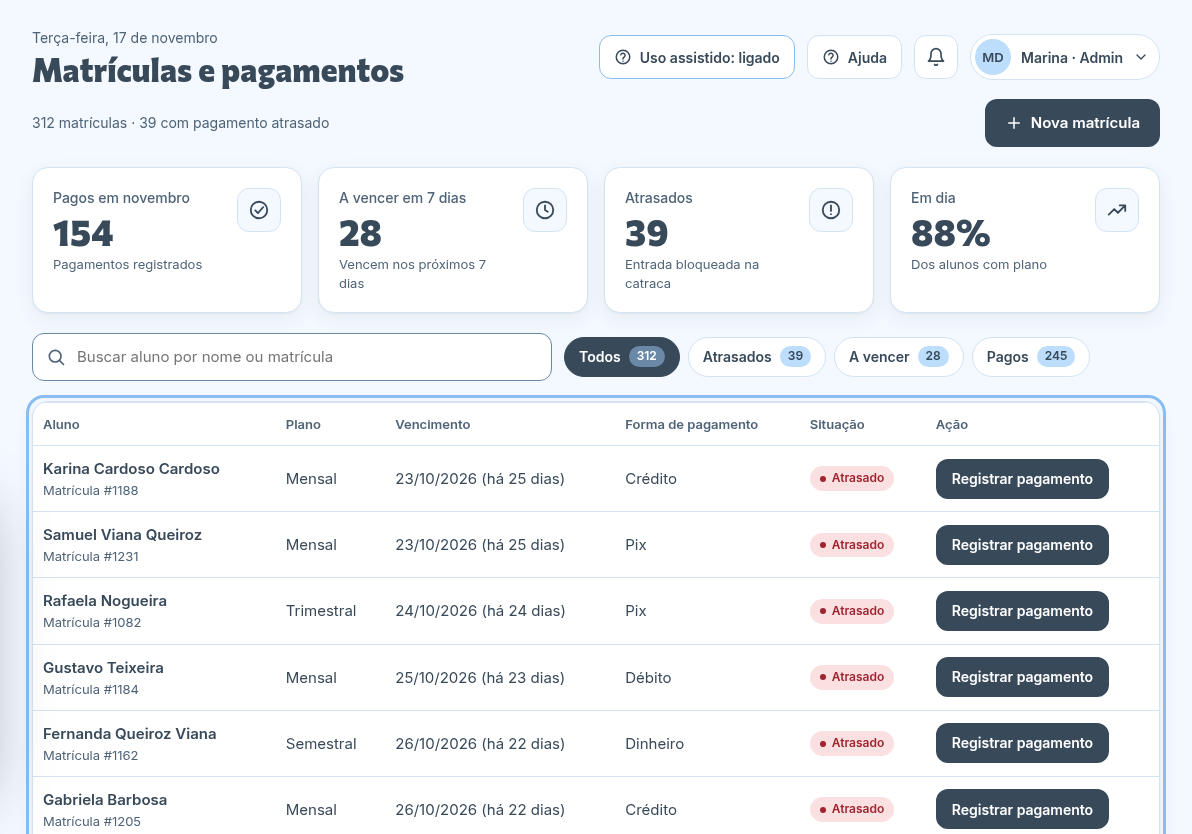 Terça-feira, 17 de novembro
Matrículas e pagamentos
Uso assistido: ligado
Ajuda
MD
Marina · Admin
312 matrículas · 39 com pagamento atrasado
Nova matrícula
Pagos em novembro
154
Pagamentos registrados
A vencer em 7 dias
28
Vencem nos próximos 7
dias
Atrasados
39
Entrada bloqueada na
catraca
Em dia
88%
Dos alunos com plano
Buscar aluno por nome ou matrícula
Todos 312
Atrasados 39
A vencer 28
Pagos 245
Aluno Plano Vencimento Forma de pagamento Situação Ação
Karina Cardoso Cardoso
Matrícula #1188
Mensal 23/10/2026 (há 25 dias) Crédito Atrasado Registrar pagamento
Samuel Viana Queiroz
Matrícula #1231
Mensal 23/10/2026 (há 25 dias) Pix Atrasado Registrar pagamento
Rafaela Nogueira
Matrícula #1082
Trimestral 24/10/2026 (há 24 dias) Pix Atrasado Registrar pagamento
Gustavo Teixeira
Matrícula #1184
Mensal 25/10/2026 (há 23 dias) Débito Atrasado Registrar pagamento
Fernanda Queiroz Viana
Matrícula #1162
Semestral 26/10/2026 (há 22 dias) Dinheiro Atrasado Registrar pagamento
Gabriela Barbosa
Matrícula #1205
Mensal 26/10/2026 (há 22 dias) Crédito Atrasado Registrar pagamento